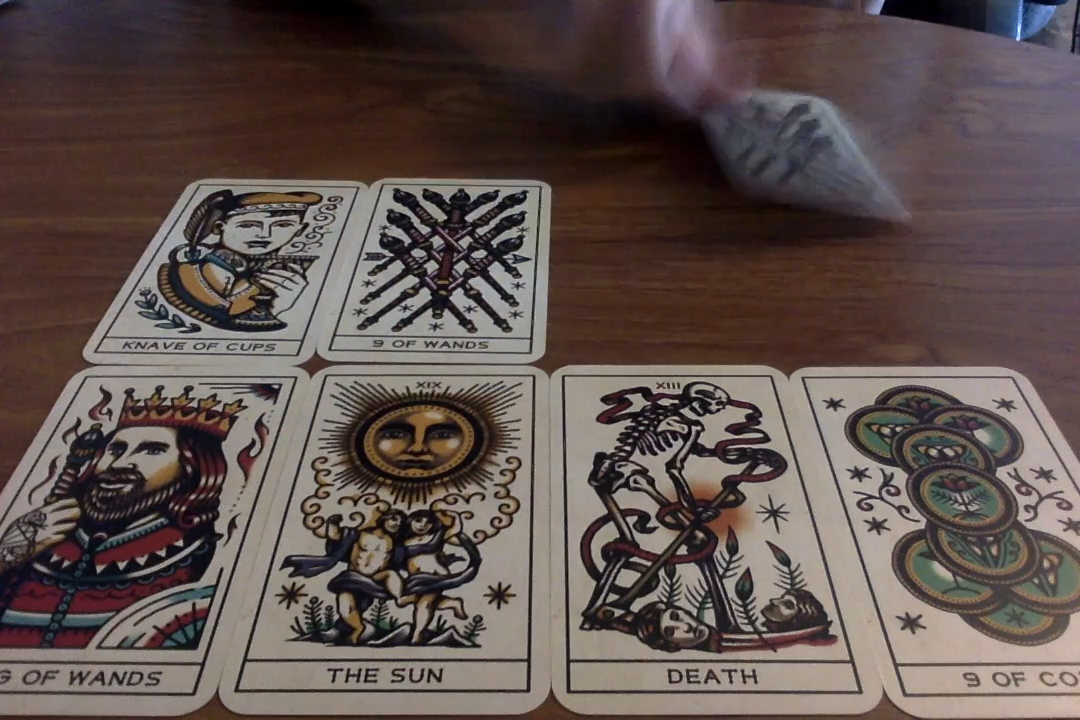 KNAVE OF CUPS
9 OF WANDS
G OF WANDS
XIX
THE SUN
XIII
DEATH
9 OF CO